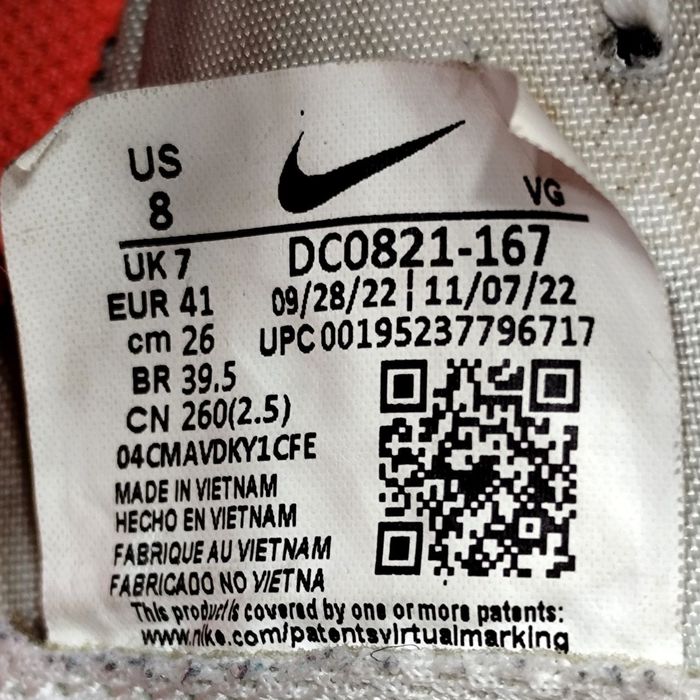 US
8
VG
UK 7
DC0821-167
EUR 41
09/28/22 | 11/07/22
cm 26
UPC00195237796717
BR 39.5
CN 260(2.5)
04CMAVDKY1CFE
MADE IN VIETNAM
HECHO EN VIETNAM
FABRIQUE AU VIETNAM
FABRICADO NO VIETNA
This product is covered by one or more patents:
www.nike.com/patentsvirtualmarking